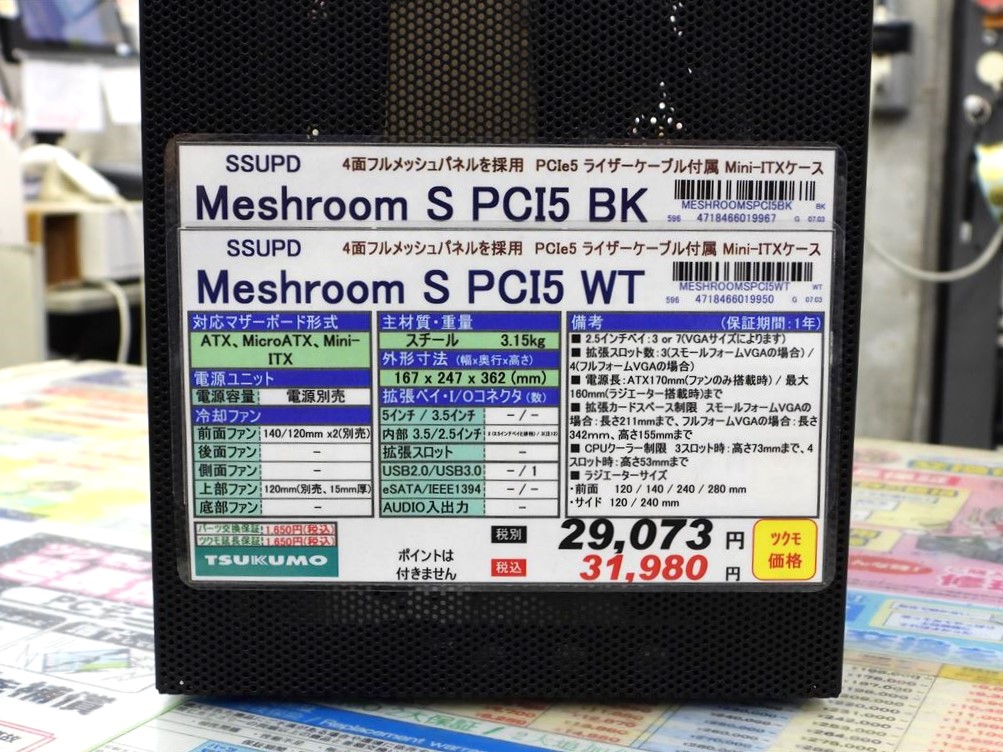 SSUPD 4面フルメッシュパネルを採用 PCIe5 ライザーケーブル付属 Mini-ITXケース
Meshroom S PCI5 BK
MESHROOMSPCI5BK BK
596 4718466019967 G 07.03
SSUPD 4面フルメッシュパネルを採用 PCIe5 ライザーケーブル付属 Mini-ITXケース
Meshroom S PCI5 WT
MESHROOMSPCI5WT WT
596 4718466019950 G 07.03
対応マザーボード形式
ATX、MicroATX、Mini-
ITX
電源ユニット
電源容量 電源別売
冷却ファン
前面ファン 140/120mm x2(別売)
後面ファン -
側面ファン -
上部ファン 120mm(別売、15mm厚)
底部ファン -
主材質・重量
スチール 3.15kg
外形寸法 (幅x奥行x高さ)
167 x 247 x 362 (mm)
拡張ベイ・I/Oコネクタ (数)
5インチ / 3.5インチ -/-
内部 3.5/2.5インチ
拡張スロット -
USB2.0/USB3.0 -/1
eSATA/IEEE1394 -/-
AUDIO入出力 -
備考 (保証期間:1年)
■ 2.5インチベイ:3 or 7(VGAサイズによります)
■ 拡張スロット数:3(スモールフォームVGAの場合) /
4(フルフォームVGAの場合)
■ 電源長:ATX170mm(ファンのみ搭載時) / 最大
160mm(ラジエーター搭載時)まで
■ 拡張カードスペース制限 スモールフォームVGAの
場合:長さ211mmまで、フルフォームVGAの場合:長さ
342mm、高さ155mmまで
■ CPUクーラー制限 3スロット時:高さ73mmまで、4
スロット時:高さ53mmまで
■ ラジエーターサイズ
・前面 120 / 140 / 240 / 280 mm
・サイド 120 / 240 mm
パーツ交換保証:1,650円(税込)
ツクモ延長保証:1,650円(税込)
TSUKUMO
ポイントは
付きません
税別 29,073 円
税込 31,980 円
ツクモ
価格
を補償
Replacement warranty